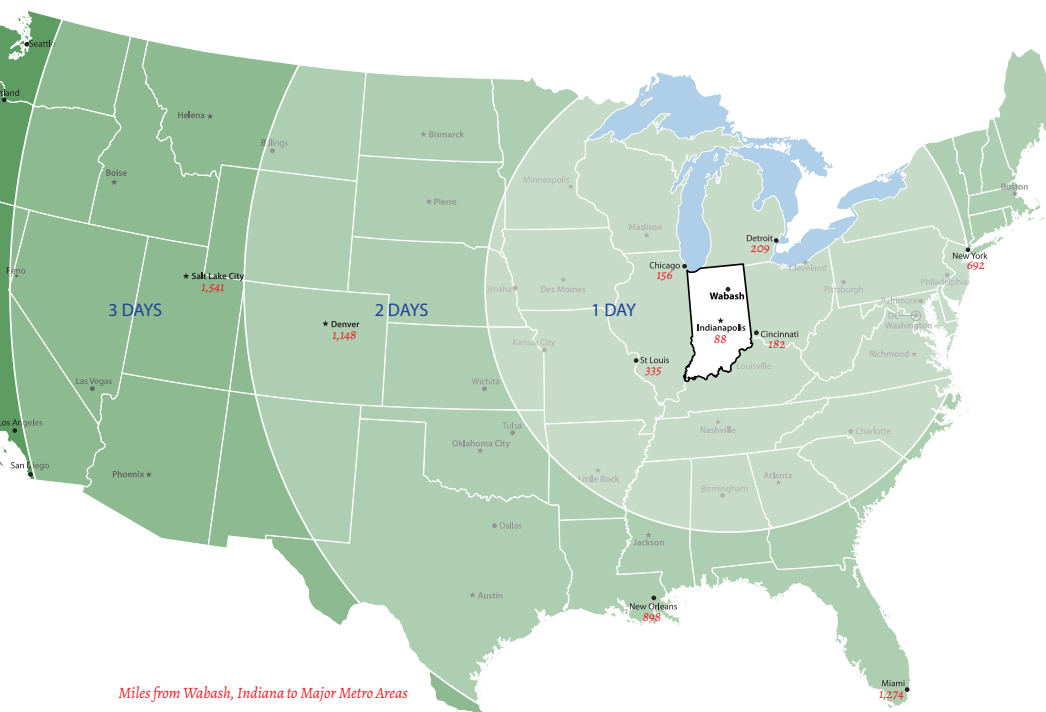 Seattle
tland
Helena
Billings
Bismarck
Boise
Minneapolis
Pierre
Boston
Madison
Detroit
209
New York
692
Chicago
156
Cleveland
Reno
Salt Lake City
1,541
Omaha
Des Moines
Wabash
Pittsburgh
Philadelphia
Baltimore
DC
Washington
3 DAYS
2 DAYS
1 DAY
Denver
1,148
Indianapolis
88
Cincinnati
182
Kansas City
St Louis
335
Louisville
Richmond
Las Vegas
Wichita
Los Angeles
Tulsa
Oklahoma City
Nashville
Charlotte
San Diego
Phoenix
Little Rock
Birmingham
Atlanta
Dallas
Jackson
Austin
New Orleans
898
Miami
1,274
Miles from Wabash, Indiana to Major Metro Areas